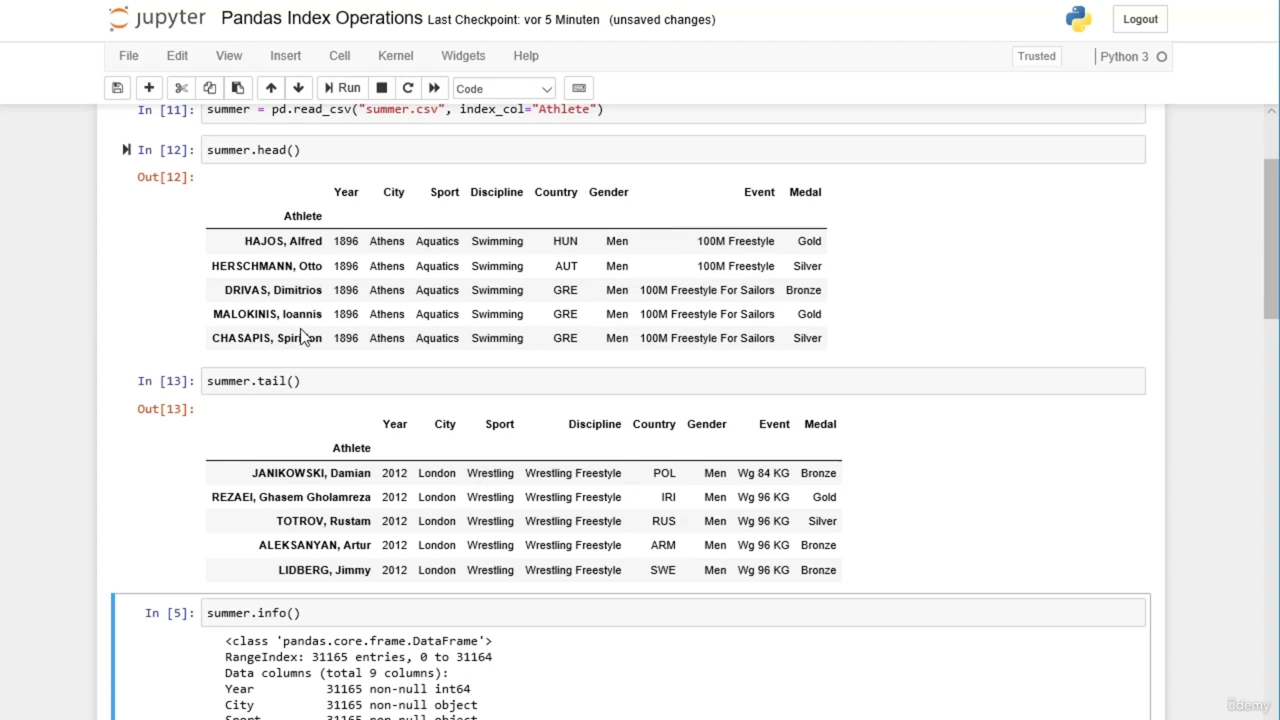 jupyter Pandas Index Operations Last Checkpoint: vor 5 Minuten (unsaved changes) Logout
File Edit View Insert Cell Kernel Widgets Help Trusted Python 3
Run Code
In [11]: summer = pd.read_csv("summer.csv", index_col="Athlete")
In [12]: summer.head()
Out[12]:
Year City Sport Discipline Country Gender Event Medal
Athlete
HAJOS, Alfred 1896 Athens Aquatics Swimming HUN Men 100M Freestyle Gold
HERSCHMANN, Otto 1896 Athens Aquatics Swimming AUT Men 100M Freestyle Silver
DRIVAS, Dimitrios 1896 Athens Aquatics Swimming GRE Men 100M Freestyle For Sailors Bronze
MALOKINIS, Ioannis 1896 Athens Aquatics Swimming GRE Men 100M Freestyle For Sailors Gold
CHASAPIS, 1896 Athens Aquatics Swimming GRE Men 100M Freestyle For Sailors Silver
In [13]: summer.tail()
Out[13]:
Year City Sport Discipline Country Gender Event Medal
Athlete
JANIKOWSKI, Damian 2012 London Wrestling Wrestling Freestyle POL Men Wg 84 KG Bronze
REZAEI, Ghasem Gholamreza 2012 London Wrestling Wrestling Freestyle IRI Men Wg 96 KG Gold
TOTROV, Rustam 2012 London Wrestling Wrestling Freestyle RUS Men Wg 96 KG Silver
ALEKSANYAN, Artur 2012 London Wrestling Wrestling Freestyle ARM Men Wg 96 KG Bronze
LIDBERG, Jimmy 2012 London Wrestling Wrestling Freestyle SWE Men Wg 96 KG Bronze
In [5]: summer.info()
<class 'pandas.core.frame.DataFrame'>
RangeIndex: 31165 entries, 0 to 31164
Data columns (total 9 columns):
Year 31165 non-null int64
City 31165 non-null object
Sport 31165 non-null object
Udemy